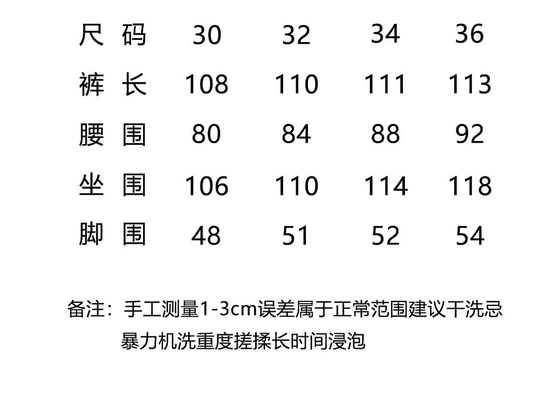 尺 码 30 32 34 36
裤 长 108 110 111 113
腰 围 80 84 88 92
坐 围 106 110 114 118
脚 围 48 51 52 54
备注：手工测量1-3cm误差属于正常范围建议干洗忌
暴力机洗重度搓揉长时间浸泡